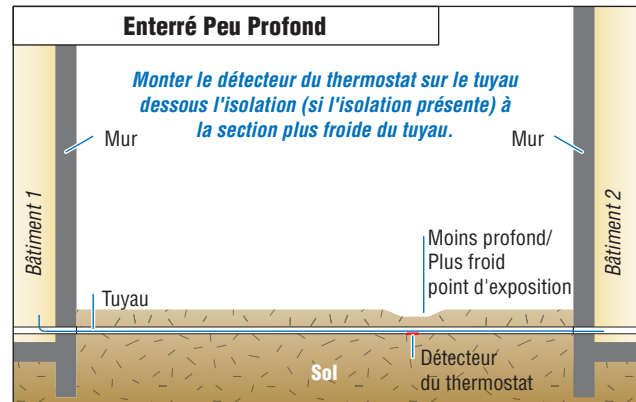 Enterré Peu Profond
Monter le détecteur du thermostat sur le tuyau
dessous l'isolation (si l'isolation présente) à
la section plus froide du tuyau.
Mur
Mur
Bâtiment 1
Bâtiment 2
Moins profond/
Plus froid
point d'exposition
Tuyau
Sol
Détecteur
du thermostat